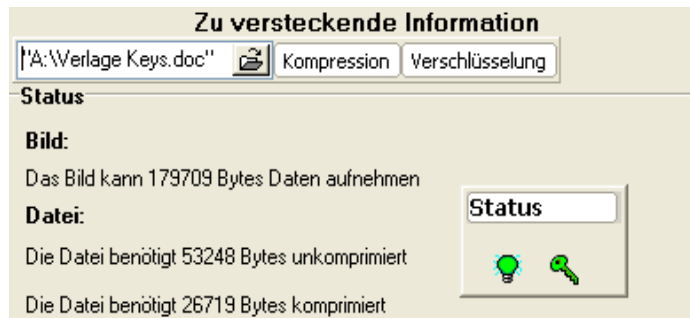 Zu versteckende Information
"A:\Verlage Keys.doc" Kompression Verschlüsselung
Status
Bild:
Das Bild kann 179709 Bytes Daten aufnehmen
Datei:
Status
Die Datei benötigt 53248 Bytes unkomprimiert
Die Datei benötigt 26719 Bytes komprimiert